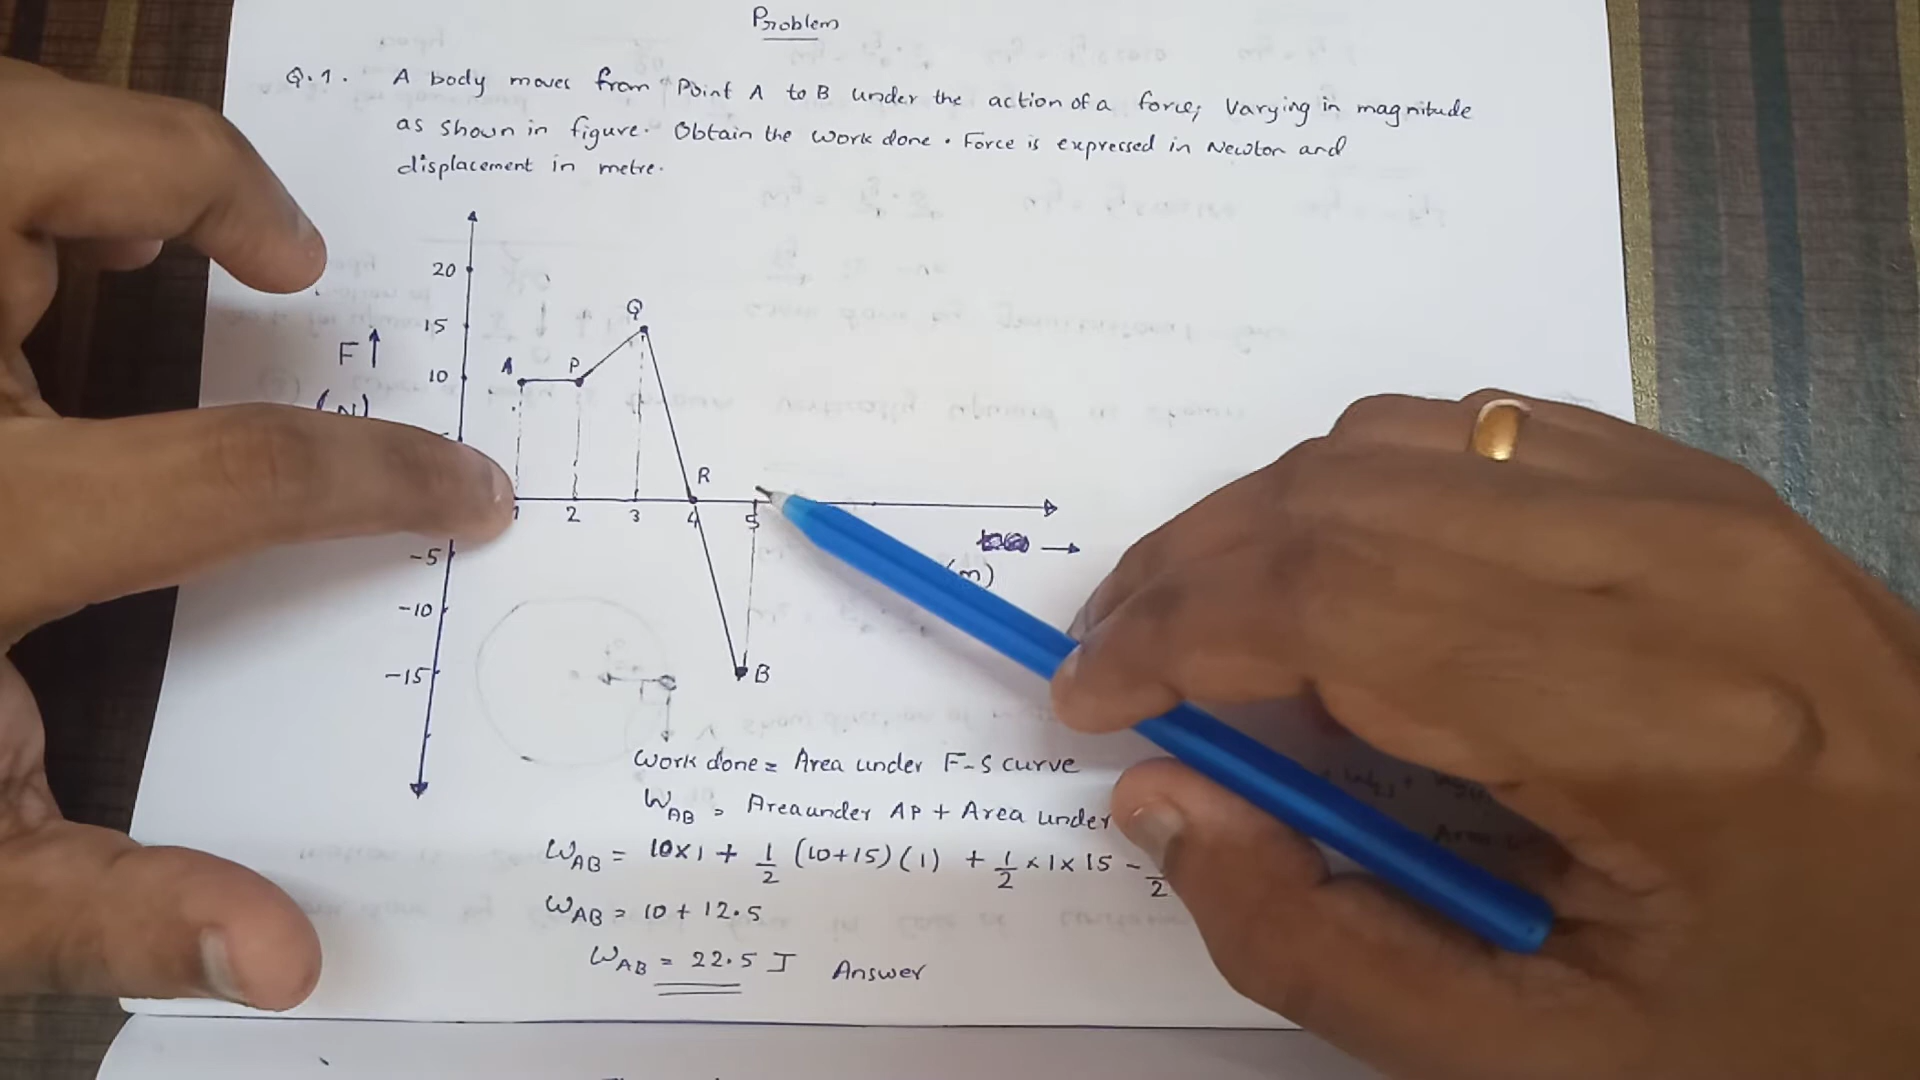 Problem
Q.1. A body moves from Point A to B under the action of a force, Varying in magnitude
as shown in figure. Obtain the work done. Force is expressed in Newton and
displacement in metre.
20
15
10
F
(N)
-5
-10
-15
A
P
Q
R
B
1 2 3 4 5
(m)
Work done = Area under F-S curve
WAB = Area under AP + Area under
WAB = 10×1 + 1/2 (10+15)(1) + 1/2 × 1 × 15 - /2
WAB = 10 + 12.5
WAB = 22.5 J Answer